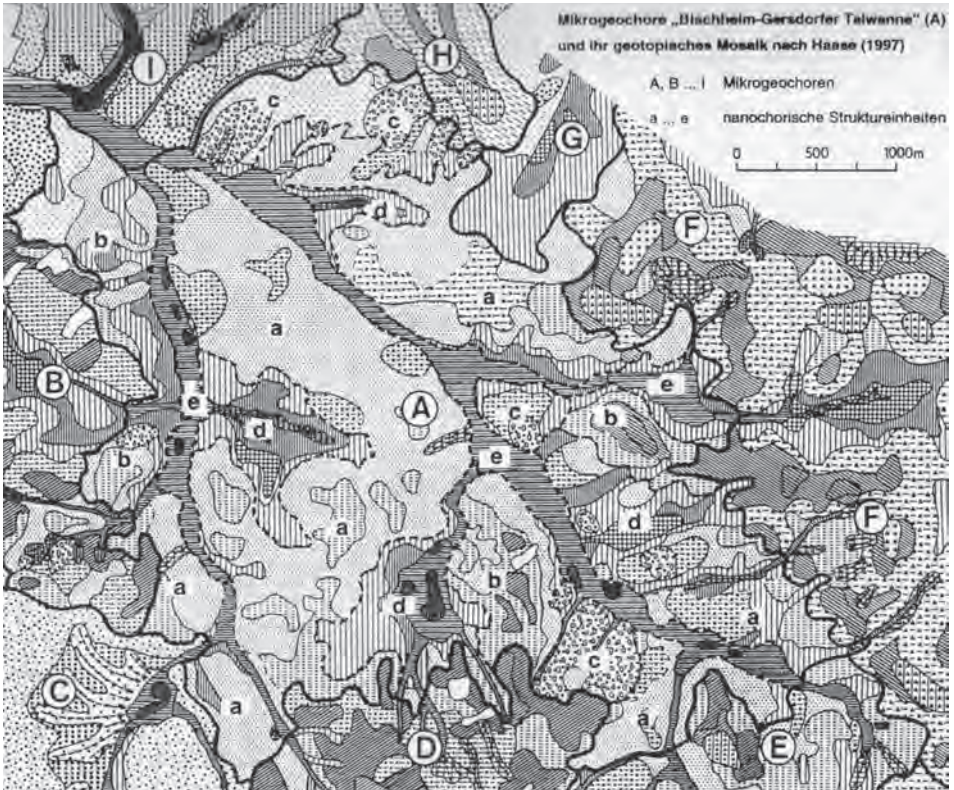 Mikrogeochore „Bischheim-Gersdorfer Talwanne" (A)
und ihr geotopisches Mosaik nach Haase (1997)
A, B ... I Mikrogeochoren
a ... e nanochorische Struktureinheiten
0 500 1000m
I
H
c
c
G
d
F
b
a
a
B
e
e
A
c
b
d
b
e
a
d
F
a
b
d
a
c
C
a
a
D
E
a